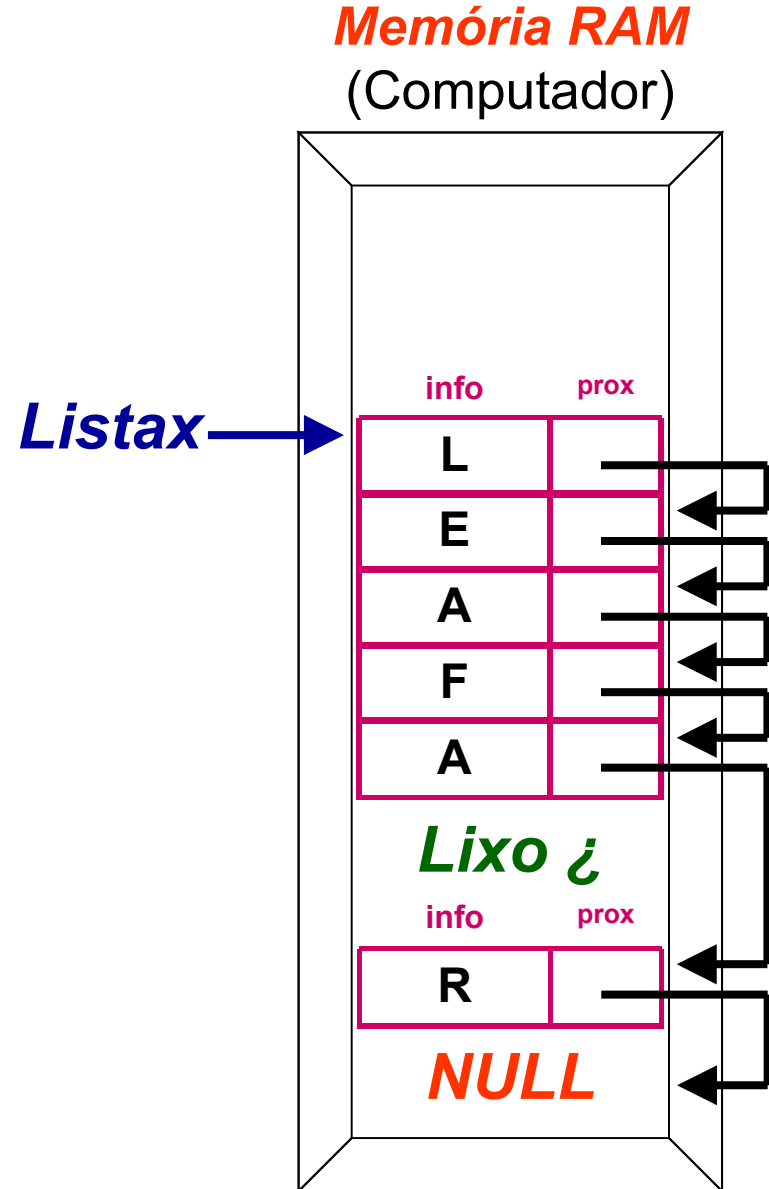 Memória RAM
(Computador)
info prox
Listax
L
E
A
F
A
Lixo ¿
info prox
R
NULL